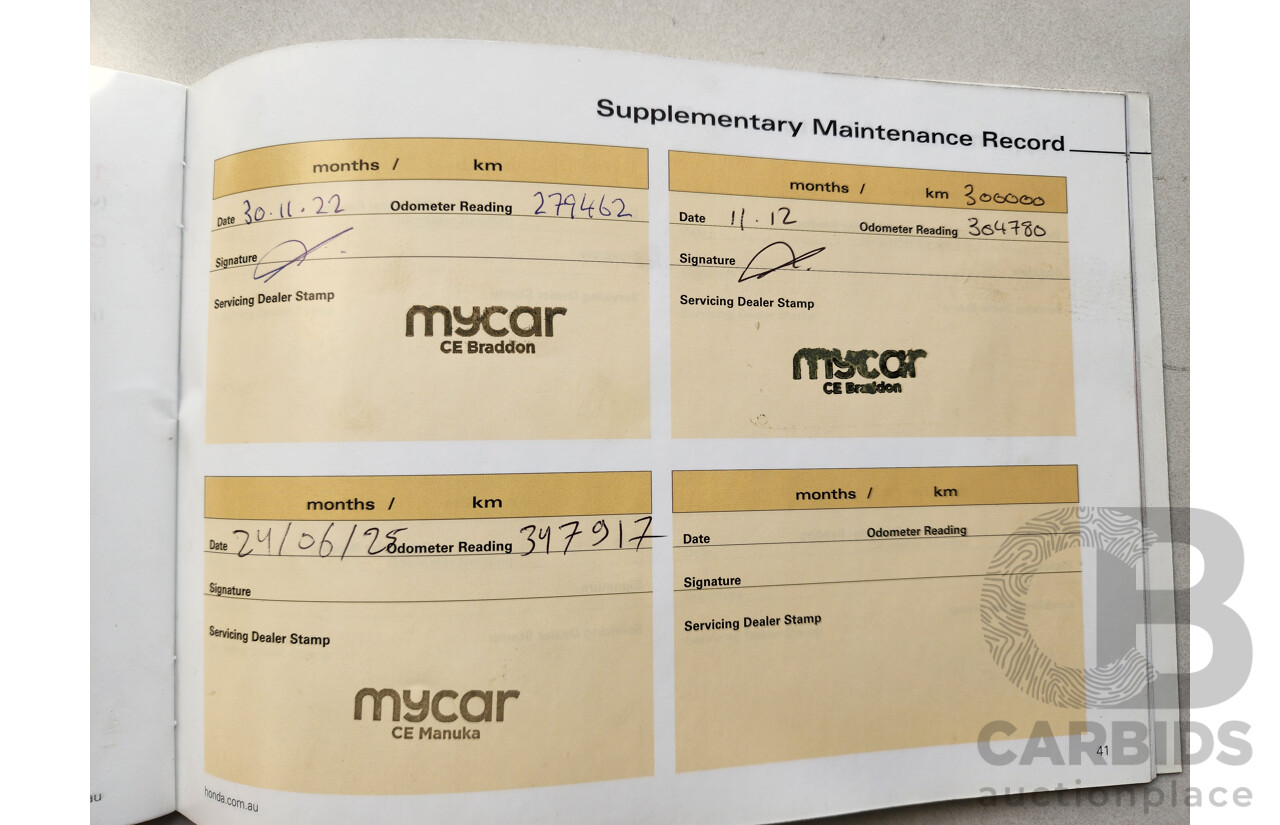 Supplementary Maintenance Record
months / km
Date 30.11.22 Odometer Reading 279462
Signature
Servicing Dealer Stamp
mycar
CE Braddon
months / km 300000
Date 11.12 Odometer Reading 304780
Signature
Servicing Dealer Stamp
mycar
CE Braddon
months / km
Date 24/06/25 Odometer Reading 347917
Signature
Servicing Dealer Stamp
mycar
CE Manuka
months / km
Date Odometer Reading
Signature
Servicing Dealer Stamp
41
honda.com.au
au
CB
CARBIDS
auctionplace